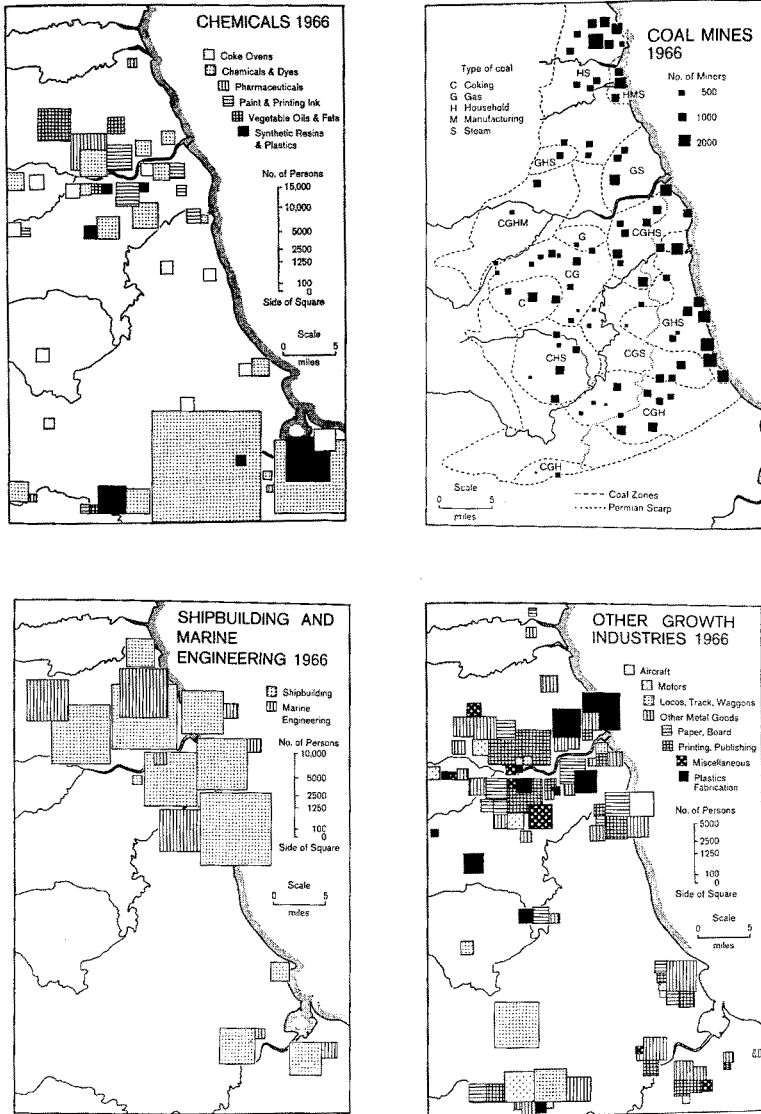 CHEMICALS 1966
Coke Ovens
Chemicals & Dyes
Pharmaceuticals
Paint & Printing Ink
Vegetable Oils & Fats
Synthetic Resins
& Plastics
No. of Persons
15,000
10,000
5000
2500
1250
100
0
Side of Square
Scale
0 5
miles
COAL MINES
1966
Type of coal
C Coking
G Gas
H Household
M Manufacturing
S Steam
No. of Miners
500
1000
2000
HS
HMS
GHS
GS
CGHM
CGHS
G
CG
C
GHS
CHS
CGS
CGH
CGH
Scale
0 5
miles
Coal Zones
Permian Scarp
SHIPBUILDING AND
MARINE
ENGINEERING 1966
Shipbuilding
Marine
Engineering
No. of Persons
10,000
5000
2500
1250
100
0
Side of Square
Scale
0 5
miles
OTHER GROWTH
INDUSTRIES 1966
Aircraft
Motors
Locos, Track, Waggons
Other Metal Goods
Paper, Board
Printing, Publishing
Miscellaneous
Plastics
Fabrication
No. of Persons
5000
2500
1250
100
0
Side of Square
Scale
0 5
miles